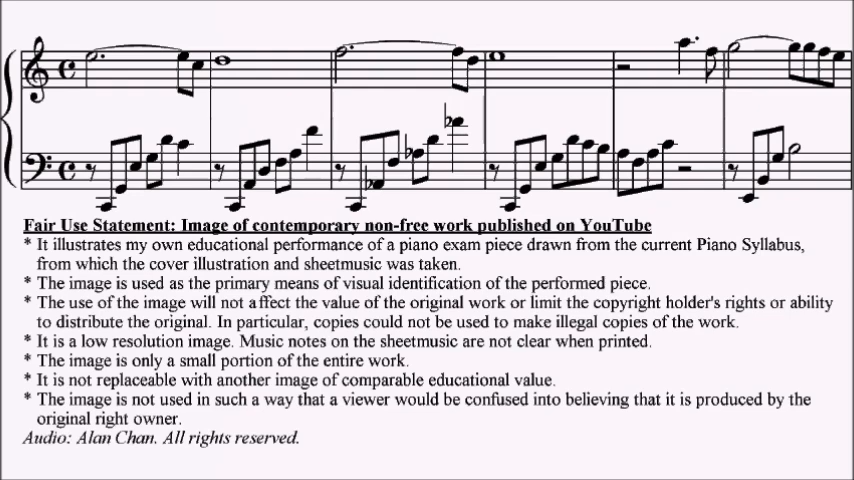 Fair Use Statement: Image of contemporary non-free work published on YouTube
* It illustrates my own educational performance of a piano exam piece drawn from the current Piano Syllabus,
from which the cover illustration and sheetmusic was taken.
* The image is used as the primary means of visual identification of the performed piece.
* The use of the image will not affect the value of the original work or limit the copyright holder's rights or ability
to distribute the original. In particular, copies could not be used to make illegal copies of the work.
* It is a low resolution image. Music notes on the sheetmusic are not clear when printed.
* The image is only a small portion of the entire work.
* It is not replaceable with another image of comparable educational value.
* The image is not used in such a way that a viewer would be confused into believing that it is produced by the
original right owner.
Audio: Alan Chan. All rights reserved.